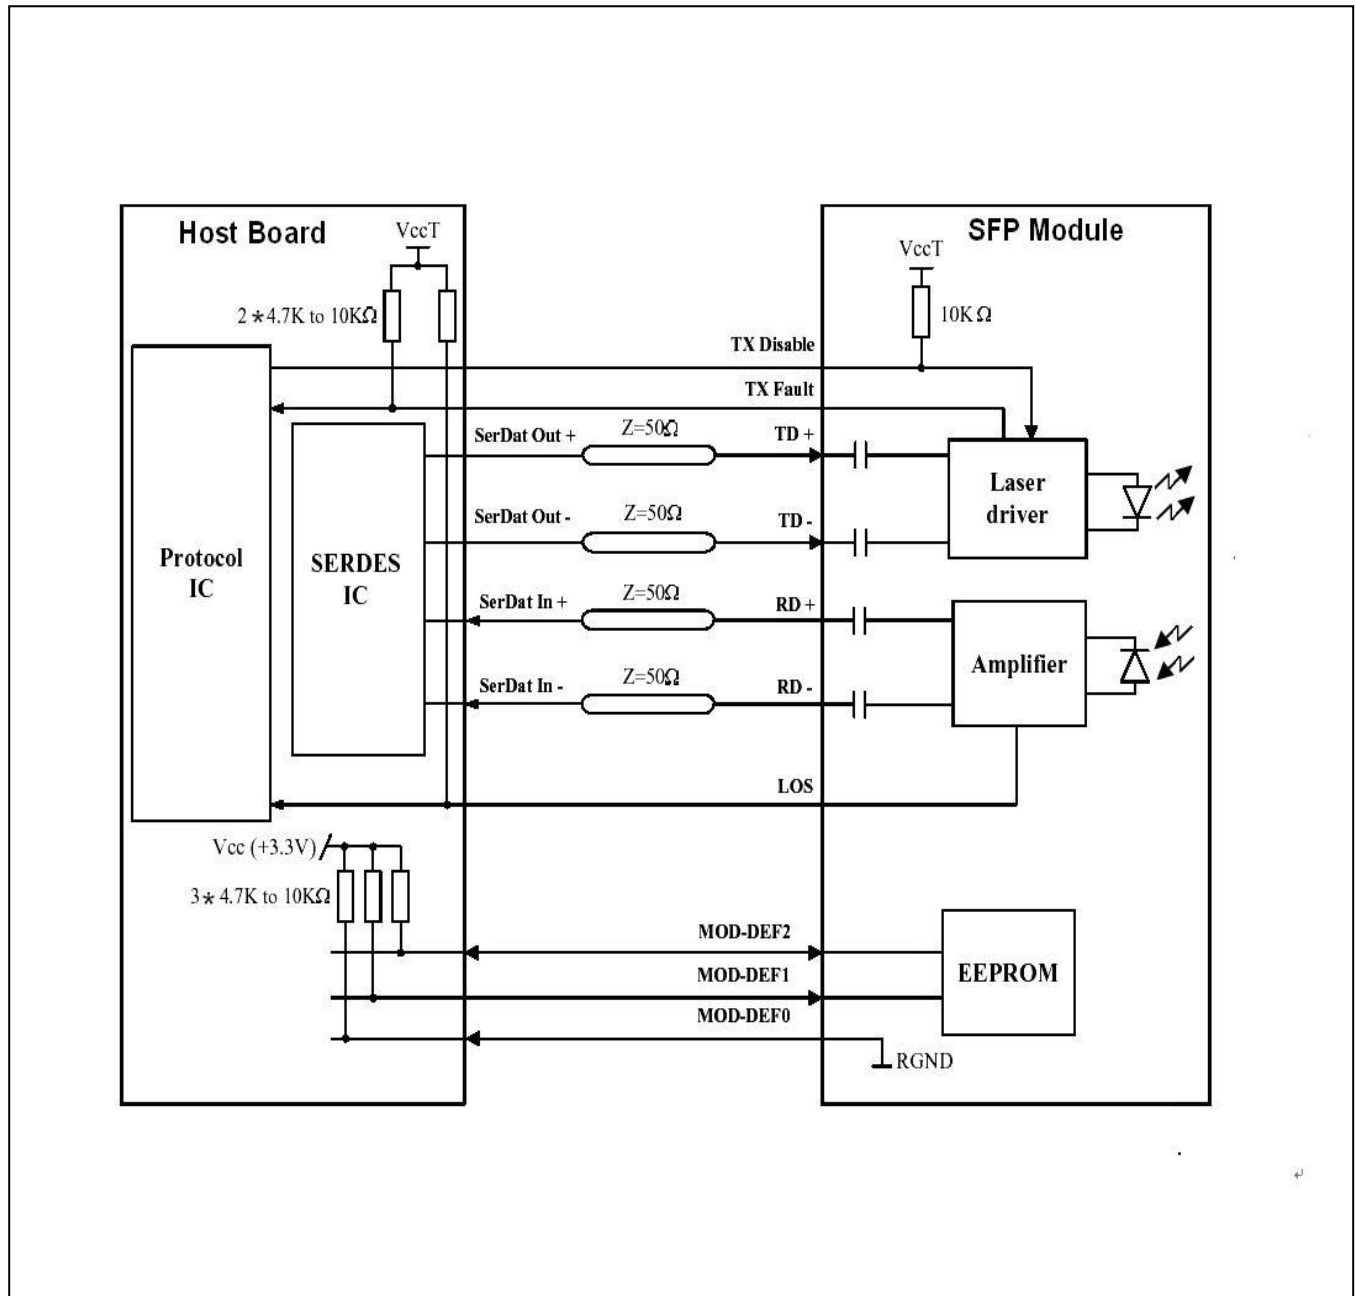 Host Board
VccT
SFP Module
VccT
2*4.7K to 10KΩ
10KΩ
TX Disable
TX Fault
SerDat Out +
Z=50Ω
TD +
Laser
driver
SerDat Out -
Z=50Ω
TD -
Protocol
IC
SERDES
IC
SerDat In +
Z=50Ω
RD +
Amplifier
SerDat In -
Z=50Ω
RD -
LOS
Vcc (+3.3V)
3*4.7K to 10KΩ
MOD-DEF2
MOD-DEF1
MOD-DEF0
EEPROM
RGND